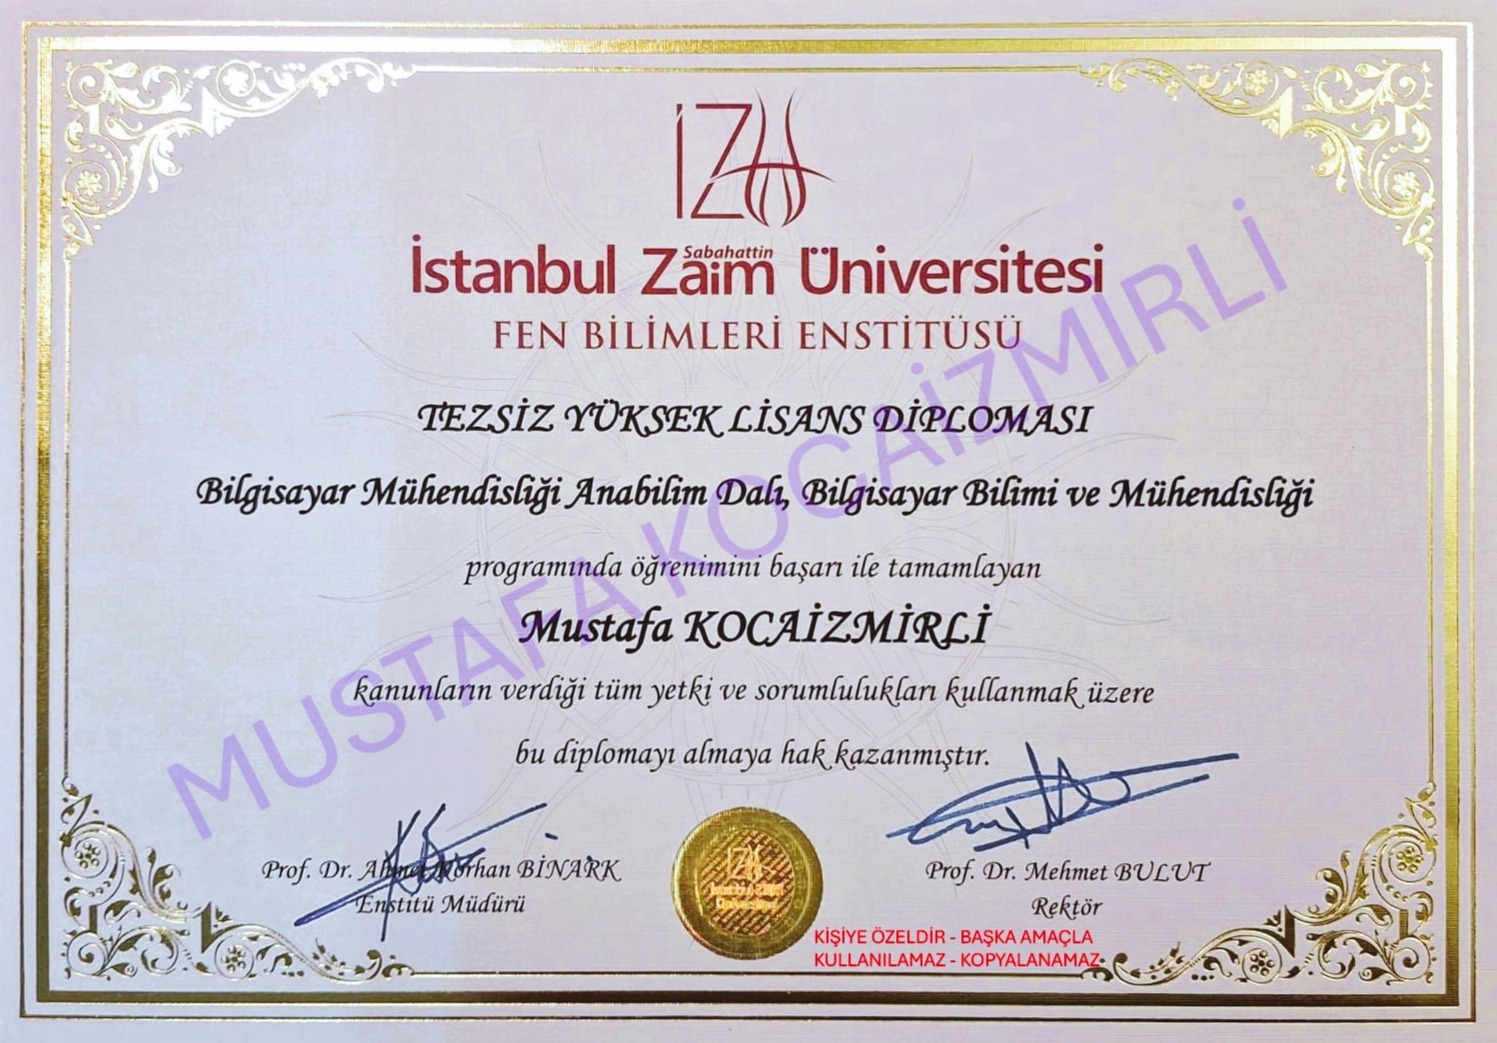 İZÜ
İstanbul Sabahattin Zaim Üniversitesi
FEN BİLİMLERİ ENSTİTÜSÜ
TEZSİZ YÜKSEK LİSANS DİPLOMASI
Bilgisayar Mühendisliği Anabilim Dalı, Bilgisayar Bilimi ve Mühendisliği
programında öğrenimini başarı ile tamamlayan
Mustafa KOCAİZMİRLİ
kanunların verdiği tüm yetki ve sorumlulukları kullanmak üzere
bu diplomayı almaya hak kazanmıştır.
MUSTAFA KOCAİZMİRLİ
Prof. Dr. Ahmet Korhan BİNARK
Enstitü Müdürü
Prof. Dr. Mehmet BULUT
Rektör
KİŞİYE ÖZELDİR - BAŞKA AMAÇLA
KULLANILAMAZ - KOPYALANAMAZ